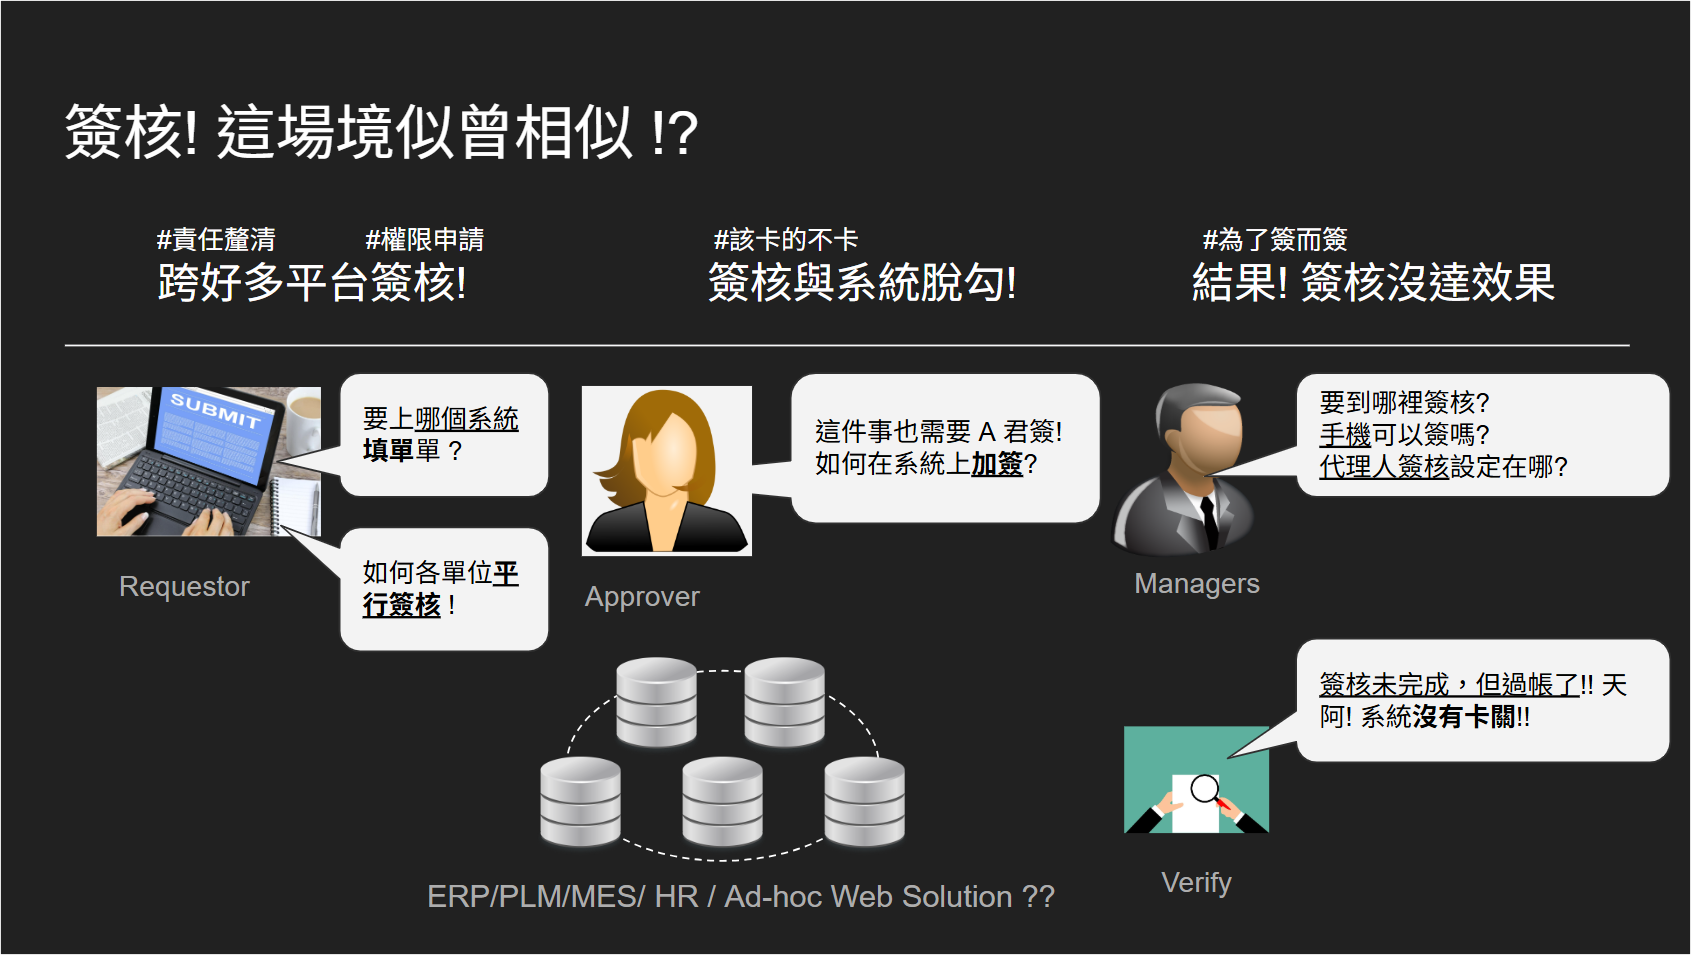 簽核! 這場境似曾相似 !?
#責任釐清
#權限申請
跨好多平台簽核!
#該卡的不卡
簽核與系統脫勾!
#為了簽而簽
結果! 簽核沒達效果
SUBMIT
要上哪個系統
填單單 ?
如何各單位平
行簽核 !
Requestor
這件事也需要 A 君簽!
如何在系統上加簽?
Approver
要到哪裡簽核?
手機可以簽嗎?
代理人簽核設定在哪?
Managers
簽核未完成，但過帳了!! 天
阿! 系統沒有卡關!!
Verify
ERP/PLM/MES/ HR / Ad-hoc Web Solution ??